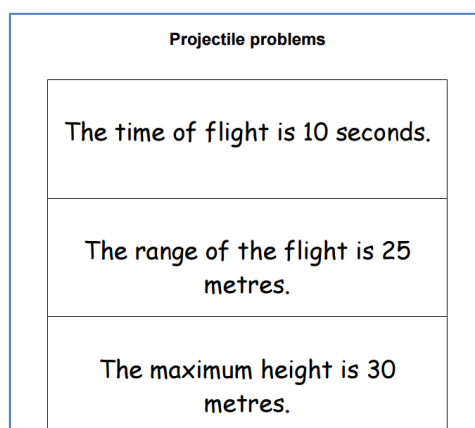 Projectile problems
The time of flight is 10 seconds.
The range of the flight is 25
metres.
The maximum height is 30
metres.